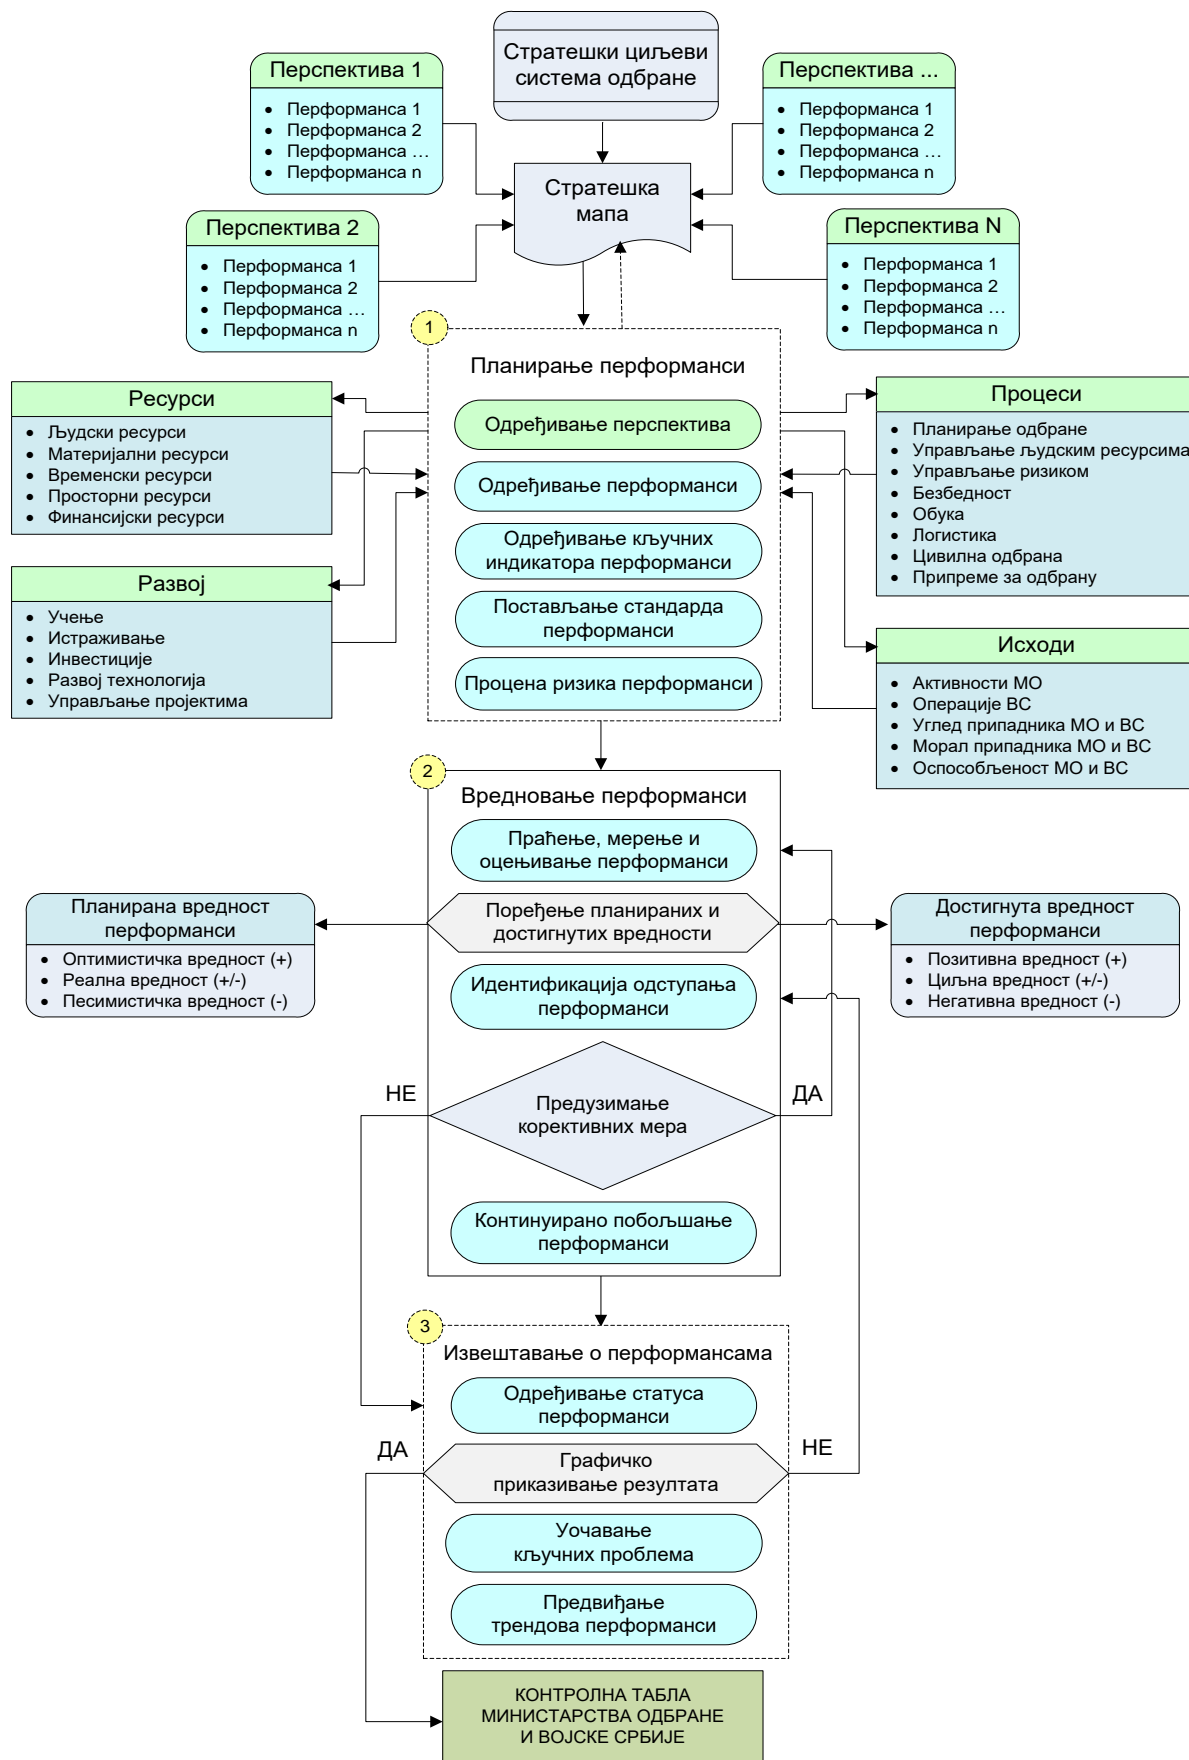 Стратешки циљеви
система одбране
Перспектива 1
• Перформанса 1
• Перформанса 2
• Перформанса ...
• Перформанса n
Перспектива ...
• Перформанса 1
• Перформанса 2
• Перформанса ...
• Перформанса n
Стратешка
мапа
Перспектива 2
• Перформанса 1
• Перформанса 2
• Перформанса ...
• Перформанса n
Перспектива N
• Перформанса 1
• Перформанса 2
• Перформанса ...
• Перформанса n
1
Планирање перформанси
Одређивање перспектива
Одређивање перформанси
Одређивање кључних
индикатора перформанси
Постављање стандарда
перформанси
Процена ризика перформанси
Ресурси
• Људски ресурси
• Материјални ресурси
• Временски ресурси
• Просторни ресурси
• Финансијски ресурси
Развој
• Учење
• Истраживање
• Инвестиције
• Развој технологија
• Управљање пројектима
Процеси
• Планирање одбране
• Управљање људским ресурсима
• Управљање ризиком
• Безбедност
• Обука
• Логистика
• Цивилна одбрана
• Припреме за одбрану
Исходи
• Активности МО
• Операције ВС
• Углед припадника МО и ВС
• Морал припадника МО и ВС
• Оспособљеност МО и ВС
2
Вредновање перформанси
Праћење, мерење и
оцењивање перформанси
Поређење планираних и
достигнутих вредности
Планирана вредност
перформанси
• Оптимистичка вредност (+)
• Реална вредност (+/-)
• Песимистичка вредност (-)
Достигнута вредност
перформанси
• Позитивна вредност (+)
• Циљна вредност (+/-)
• Негативна вредност (-)
Идентификација одступања
перформанси
НЕ
ДА
Предузимање
корективних мера
Континуирано побољшање
перформанси
3
Извештавање о перформансама
Одређивање статуса
перформанси
ДА
НЕ
Графичко
приказивање резултата
Уочавање
кључних проблема
Предвиђање
трендова перформанси
КОНТРОЛНА ТАБЛА
МИНИСТАРСТВА ОДБРАНЕ
И ВОЈСКЕ СРБИЈЕ